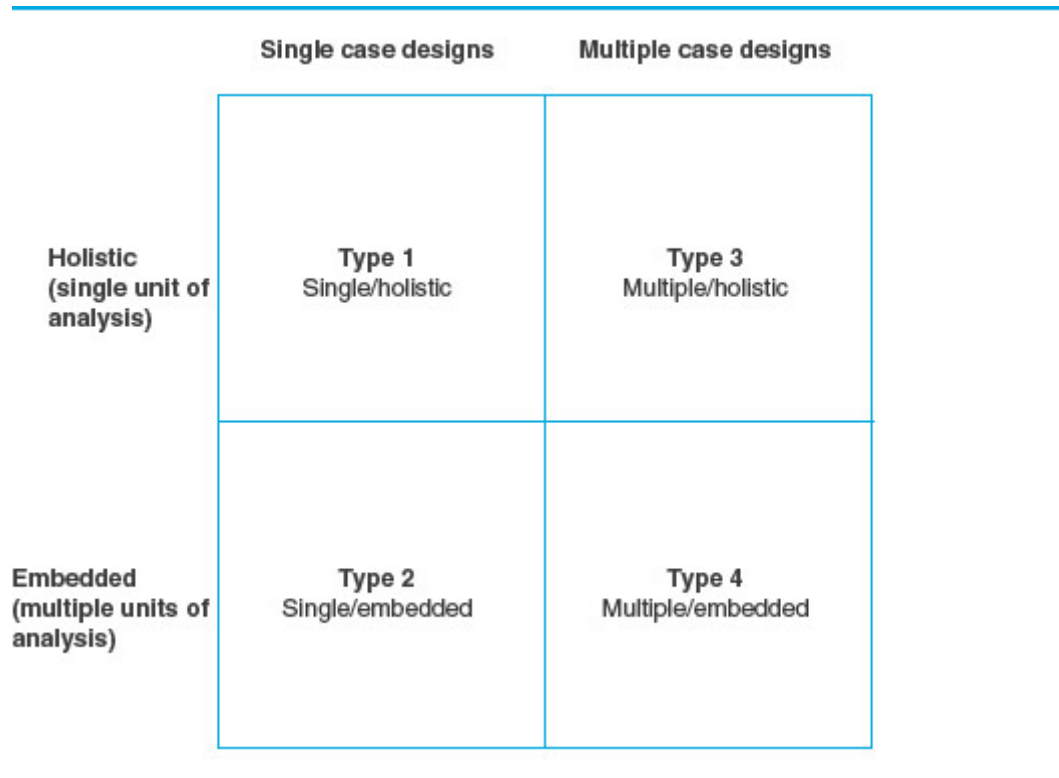 Single case designs
Multiple case designs
Holistic
(single unit of
analysis)
Type 1
Single/holistic
Type 3
Multiple/holistic
Embedded
(multiple units of
analysis)
Type 2
Single/embedded
Type 4
Multiple/embedded